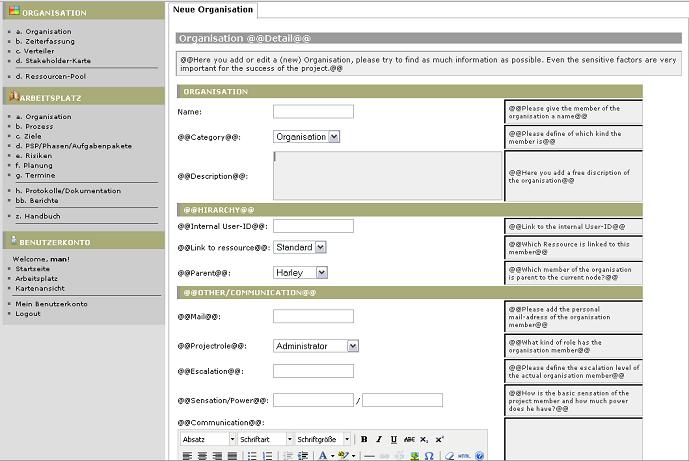 ORGANISATION
a. Organisation
b. Zeiterfassung
c. Verteiler
d. Stakeholder-Karte
d. Ressourcen-Pool
ARBEITSPLATZ
a. Organisation
b. Prozess
c. Ziele
d. PSP/Phasen/Aufgabenpakete
e. Risiken
f. Planung
g. Termine
h. Protokolle/Dokumentation
bb. Berichte
z. Handbuch
BENUTZERKONTO
Welcome, man!
Startseite
Arbeitsplatz
Kartenansicht
Mein Benutzerkonto
Logout
Neue Organisation
Organisation @@Detail@@
@@Here you add or edit a (new) Organisation, please try to find as much information as possible. Even the sensitive factors are very
important for the success of the project.@@
ORGANISATION
Name:
@@Please give the member of the
organisation a name@@
@@Category@@:
Organisation
@@Please define of which kind the
member is@@
@@Description@@:
@@Here you add a free discription of
the organisation@@
@@HIRARCHY@@
@@Internal User-ID@@:
@@Link to the internal User-ID@@
@@Link to ressource@@:
Standard
@@Which Ressource is linked to this
member@@
@@Parent@@:
Harley
@@Which member of the organisation
is parent to the current node?@@
@@OTHER/COMMUNICATION@@
@@Mail@@:
@@Please add the personal
mail-adress of the organisation
member@@
@@Projectrole@@:
Administrator
@@What kind of role has the
organisation member@@
@@Escalation@@:
@@Please define the escalation level of
the actual organisation member@@
@@Sensation/Power@@:
/
@@How is the basic sensation of the
project member and how much power
does he have?@@
@@Communication@@:
Absatz Schriftart Schriftgröße B I U ABC X₂ X²
A ab Ω HTML ?